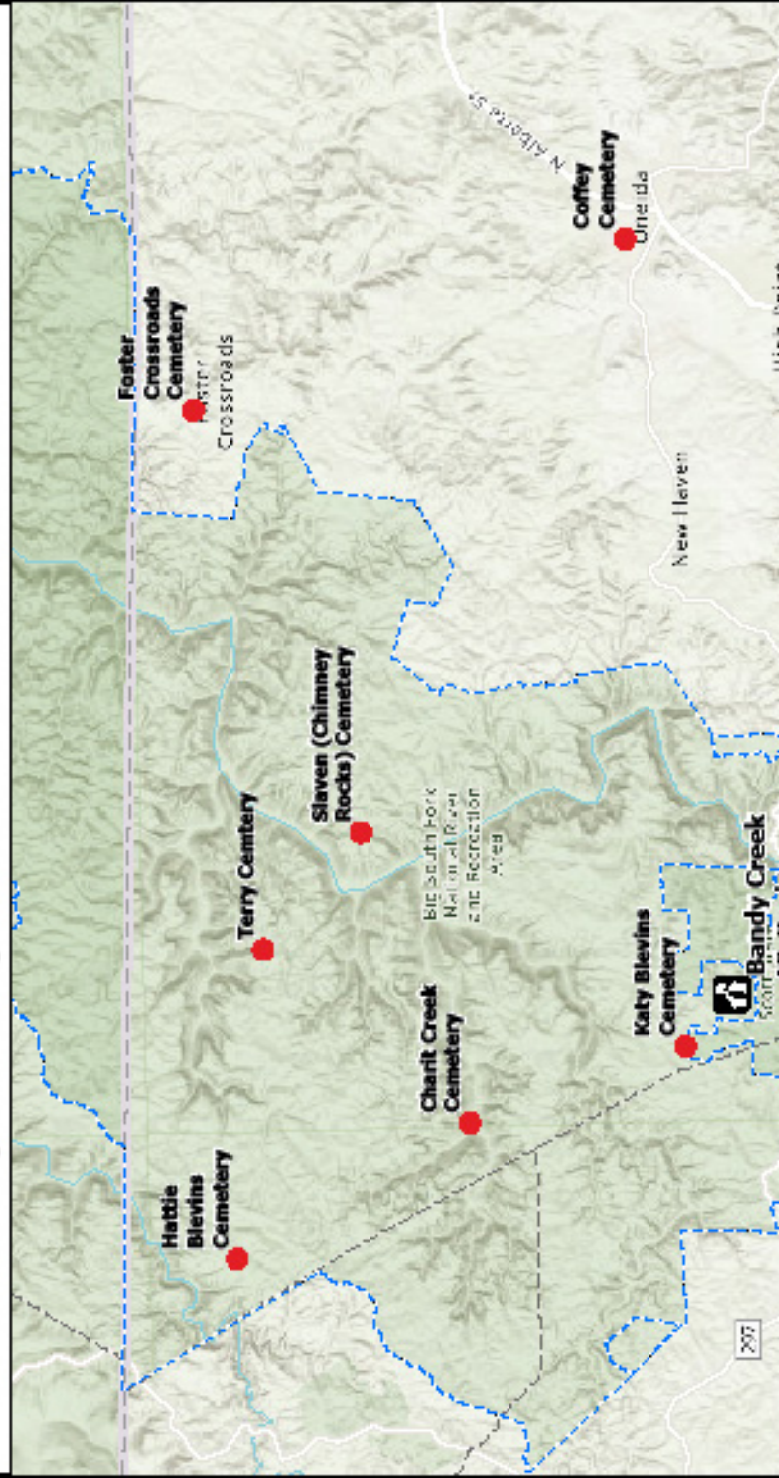 Foster
Crossroads
Cemetery
Crossroads
N Alberta St
Coffey
Cemetery
Oneida
New Haven
Slaven (Chimney
Rocks) Cemetery
Terry Cemtery
Big South Fork
National River
and Recreation
Area
Charit Creek
Cemetery
Katy Blevins
Cemetery
Bandy Creek
Hattie
Blevins
Cemetery
297